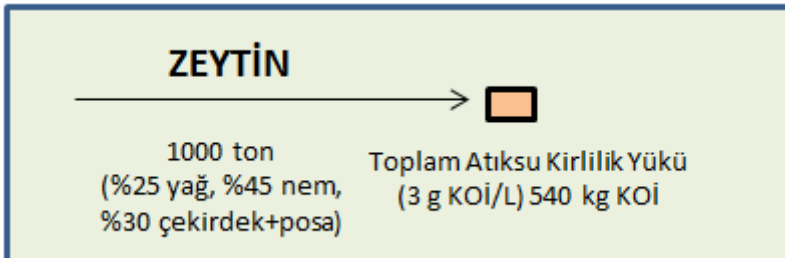 ZEYTİN
1000 ton
(%25 yağ, %45 nem,
%30 çekirdek+posa)
Toplam Atıksu Kirlilik Yükü
(3 g KOİ/L) 540 kg KOİ